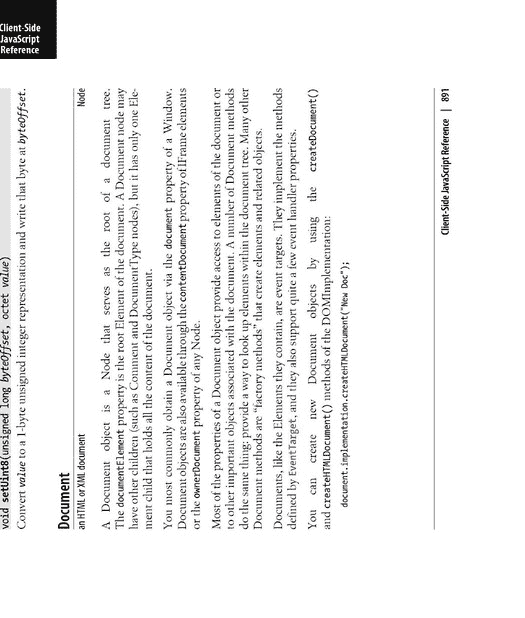 Client-Side
JavaScript
Reference
void setUint8(unsigned long byteOffset, octet value)
Convert value to a 1-byte unsigned integer representation and write that byte at byteOffset.
Document Node
an HTML or XML document
A Document object is a Node that serves as the root of a document tree.
The documentElement property is the root Element of the document. A Document node may
have other children (such as Comment and DocumentType nodes), but it has only one Ele-
ment child that holds all the content of the document.
You most commonly obtain a Document object via the document property of a Window.
Document objects are also available through the contentDocument property of IFrame elements
or the ownerDocument property of any Node.
Most of the properties of a Document object provide access to elements of the document or
to other important objects associated with the document. A number of Document methods
do the same thing: provide a way to look up elements within the document tree. Many other
Document methods are “factory methods” that create elements and related objects.
Documents, like the Elements they contain, are event targets. They implement the methods
defined by EventTarget, and they also support quite a few event handler properties.
You can create new Document objects by using the createDocument()
and createHTMLDocument() methods of the DOMImplementation:
document.implementation.createHTMLDocument("New Doc");
Client-Side JavaScript Reference | 891